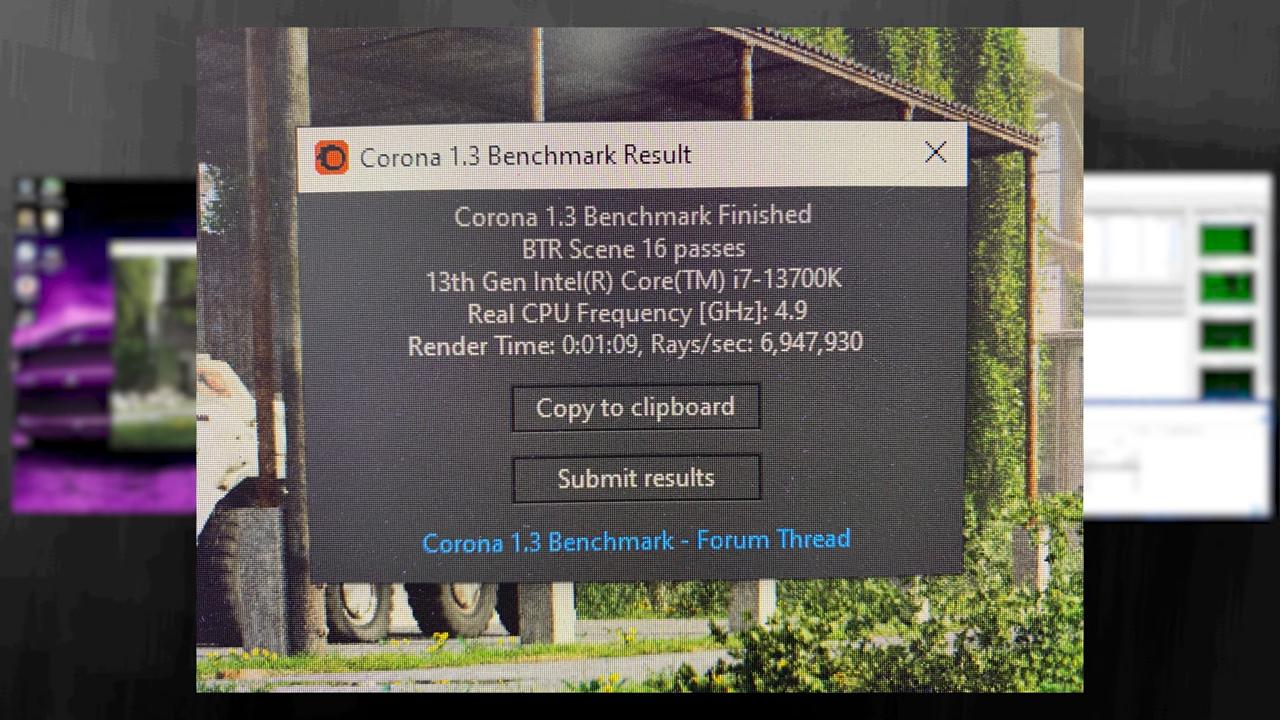 Corona 1.3 Benchmark Result
Corona 1.3 Benchmark Finished
BTR Scene 16 passes
13th Gen Intel(R) Core(TM) i7-13700K
Real CPU Frequency [GHz]: 4.9
Render Time: 0:01:09, Rays/sec: 6,947,930
Copy to clipboard
Submit results
Corona 1.3 Benchmark - Forum Thread